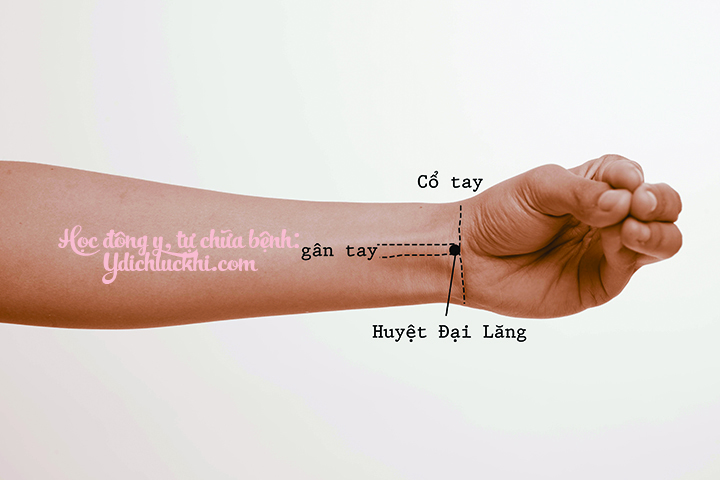 Cổ tay
Học đông y, tự chữa bệnh:
Ydichluckhi.com
gân tay
Huyệt Đại Lăng